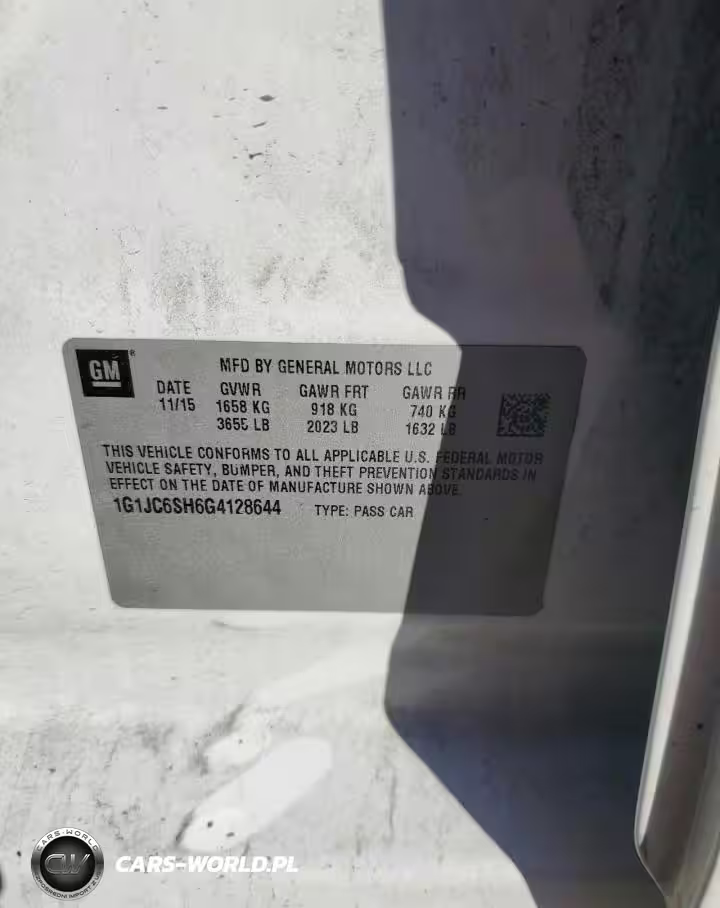 GM
MFD BY GENERAL MOTORS LLC
DATE GVWR GAWR FRT GAWR RR
11/15 1658 KG 918 KG 740 KG
3655 LB 2023 LB 1632 LB
THIS VEHICLE CONFORMS TO ALL APPLICABLE U.S. FEDERAL MOTOR
VEHICLE SAFETY, BUMPER, AND THEFT PREVENTION STANDARDS IN
EFFECT ON THE DATE OF MANUFACTURE SHOWN ABOVE.
1G1JC6SH6G4128644 TYPE: PASS CAR
CARS-WORLD
CW
CARS-WORLD.PL